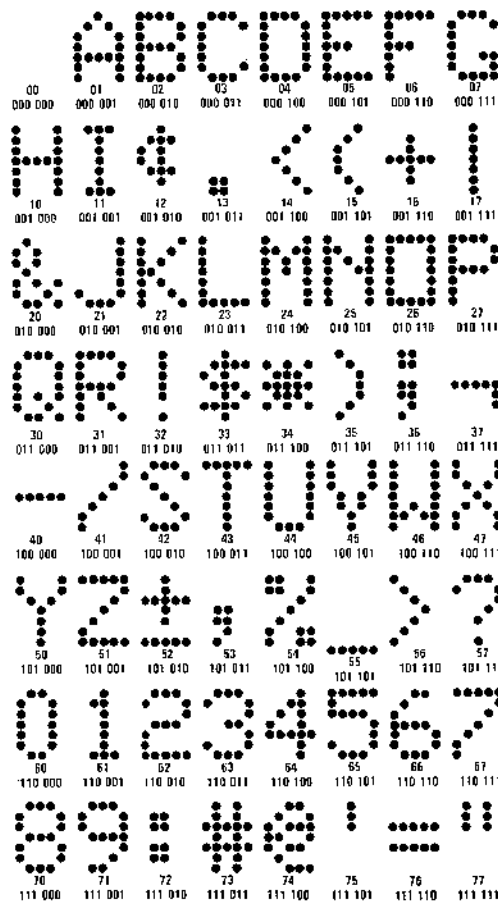 A B C D E F G
00 01 02 03 04 05 06 07
000 000 000 001 000 010 000 011 000 100 000 101 000 110 000 111
H I ¢ . < ( + |
10 11 12 13 14 15 16 17
001 000 001 001 001 010 001 011 001 100 001 101 001 110 001 111
& J K L M N O P
20 21 22 23 24 25 26 27
010 000 010 001 010 010 010 011 010 100 010 101 010 110 010 111
Q R ! $ * ) ; ¬
30 31 32 33 34 35 36 37
011 000 011 001 011 010 011 011 011 100 011 101 011 110 011 111
- / S T U V W X
40 41 42 43 44 45 46 47
100 000 100 001 100 010 100 011 100 100 100 101 100 110 100 111
Y Z ± , % _ > ?
50 51 52 53 54 55 56 57
101 000 101 001 101 010 101 011 101 100 101 101 101 110 101 11
0 1 2 3 4 5 6 7
60 61 62 63 64 65 66 67
110 000 110 001 110 010 110 011 110 100 110 101 110 110 110 111
8 9 : # @ ' = "
70 71 72 73 74 75 76 77
111 000 111 001 111 010 111 011 111 100 111 101 111 110 111 111